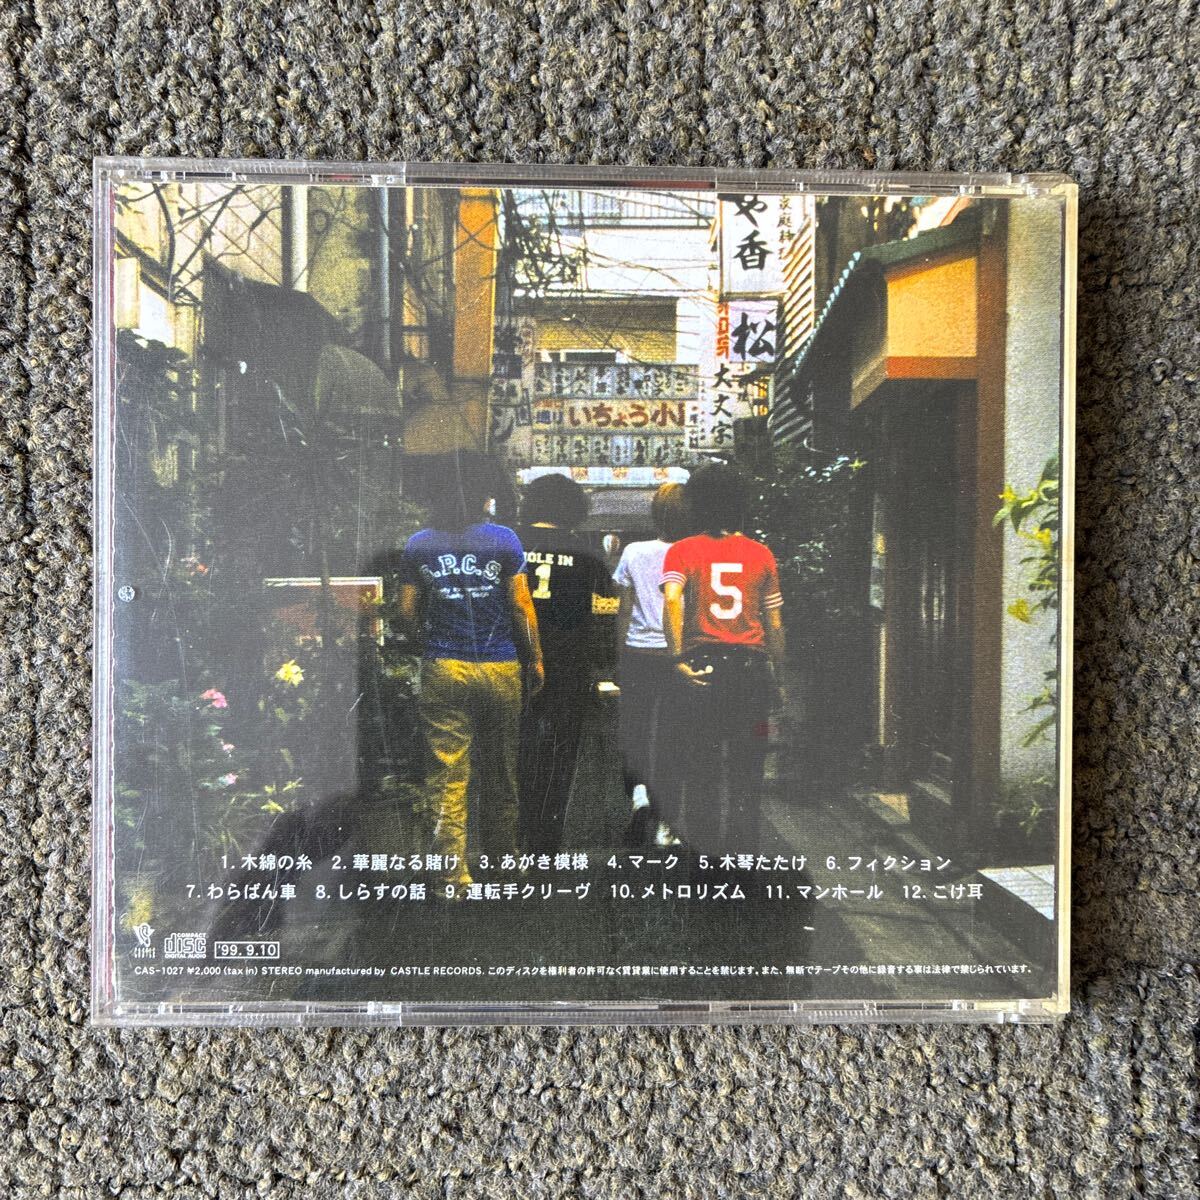 や香
松
大文字
いちょう小
.P.C.S.
HOLE IN
1
5
1. 木綿の糸 2. 華麗なる賭け 3. あがき模様 4. マーク 5. 木琴たたけ 6. フィクション
7. わらばん車 8. しらすの話 9. 運転手クリーヴ 10. メトロリズム 11. マンホール 12. こけ耳
CASTLE
COMPACT
disc
DIGITAL AUDIO
'99.9.10
CAS-1027 ¥2,000 (tax in) STEREO manufactured by CASTLE RECORDS. このディスクを権利者の許可なく賃貸業に使用することを禁じます。また、無断でテープその他に録音する事は法律で禁じられています。